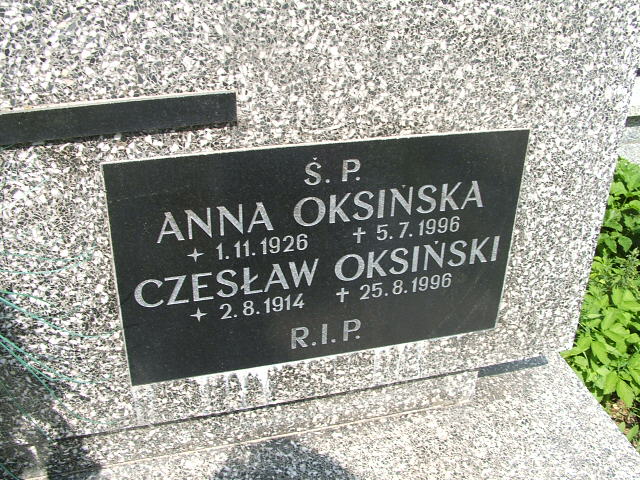 Ś. P.
ANNA OKSIŃSKA
✦ 1.11.1926 ✝ 5.7.1996
CZESŁAW OKSIŃSKI
✦ 2.8.1914 ✝ 25.8.1996
R.I.P.